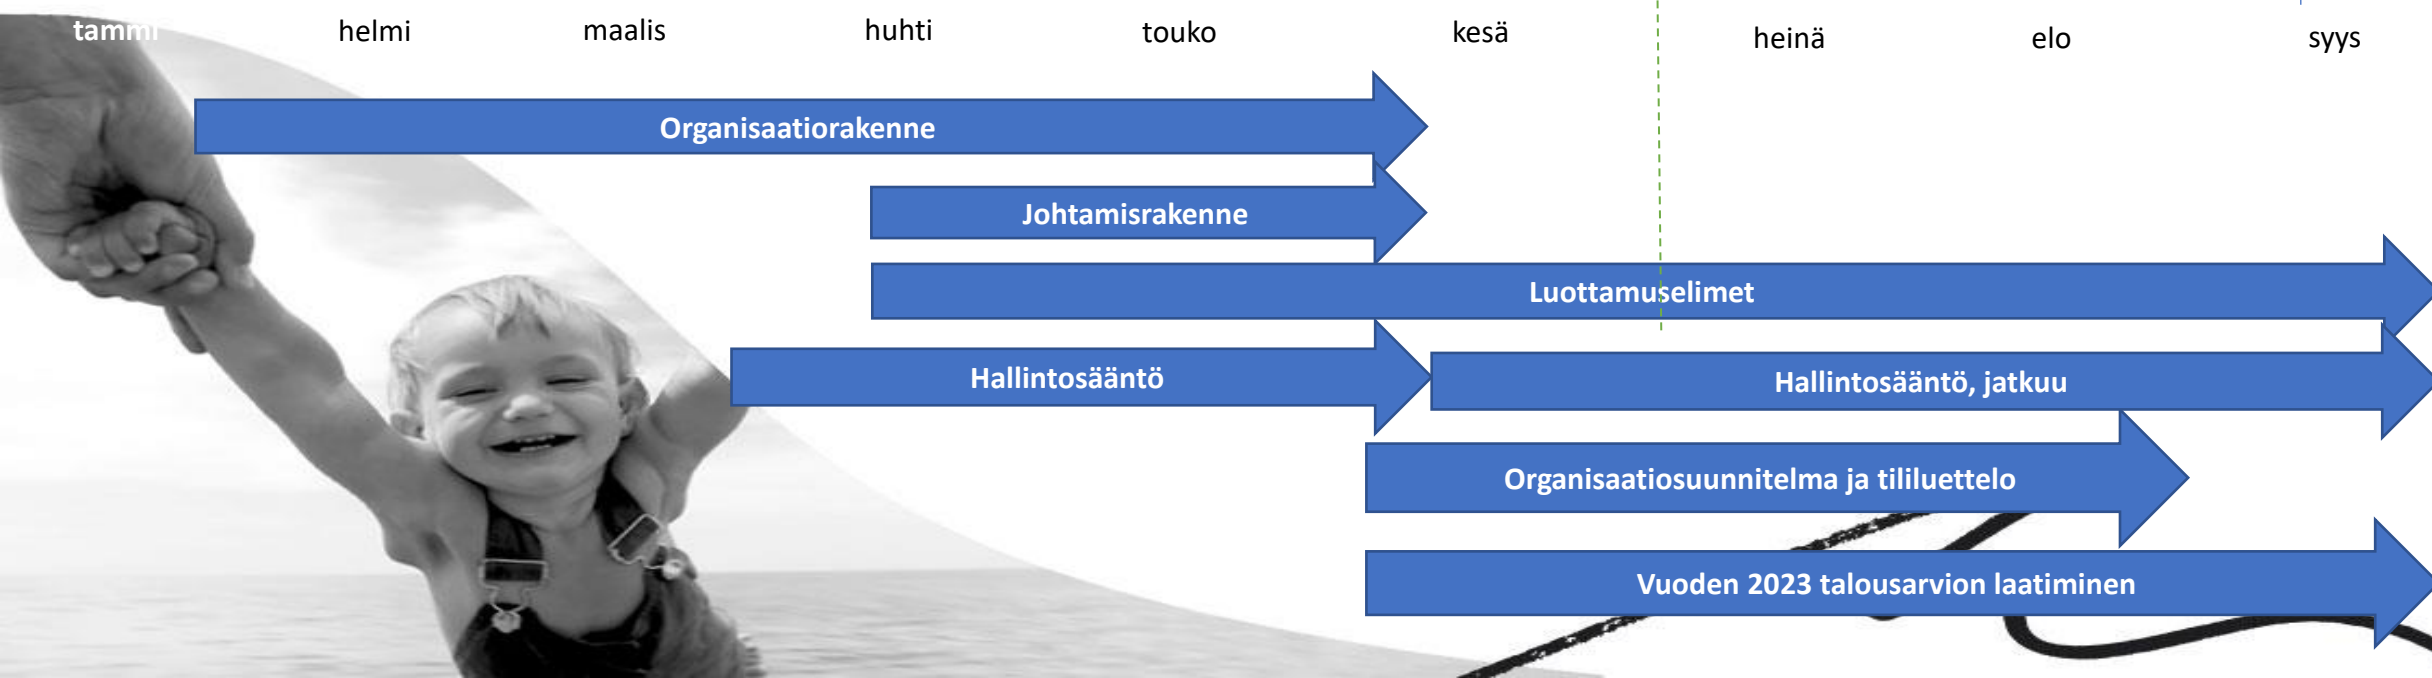 tammi helmi maalis huhti touko kesä heinä elo syys
Organisaatiorakenne
Johtamisrakenne
Luottamuselimet
Hallintosääntö Hallintosääntö, jatkuu
Organisaatiosuunnitelma ja tililuettelo
Vuoden 2023 talousarvion laatiminen